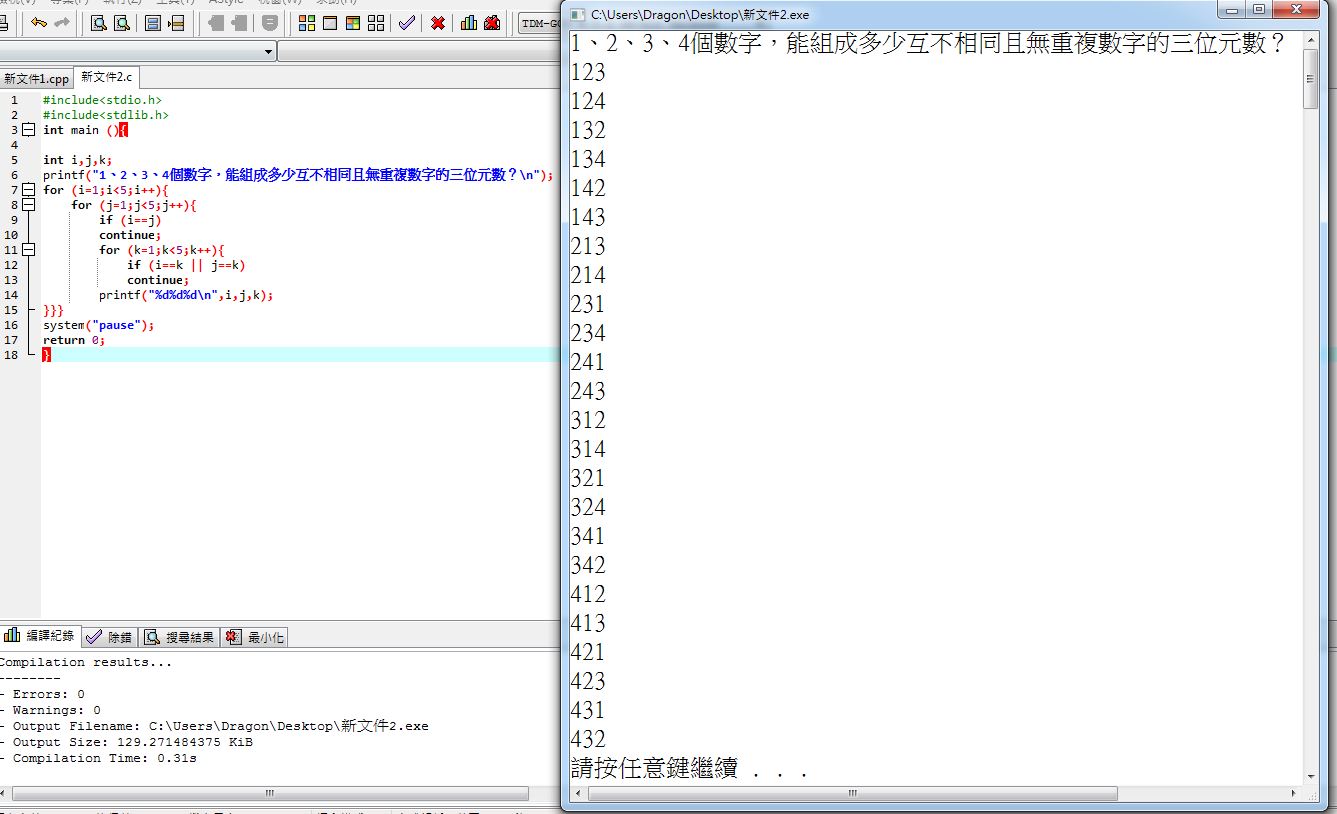 TDM-G
新文件1.cpp
新文件2.c
1 #include<stdio.h>
2 #include<stdlib.h>
3 int main (){
4
5 int i,j,k;
6 printf("1、2、3、4個數字，能組成多少互不相同且無重複數字的三位元數？\n");
7 for (i=1;i<5;i++){
8 for (j=1;j<5;j++){
9 if (i==j)
10 continue;
11 for (k=1;k<5;k++){
12 if (i==k || j==k)
13 continue;
14 printf("%d%d%d\n",i,j,k);
15 }}}
16 system("pause");
17 return 0;
18 }
編譯紀錄 除錯 搜尋結果 最小化
Compilation results...
--------
- Errors: 0
- Warnings: 0
- Output Filename: C:\Users\Dragon\Desktop\新文件2.exe
- Output Size: 129.271484375 KiB
- Compilation Time: 0.31s
C:\Users\Dragon\Desktop\新文件2.exe
1、2、3、4個數字，能組成多少互不相同且無重複數字的三位元數？
123
124
132
134
142
143
213
214
231
234
241
243
312
314
321
324
341
342
412
413
421
423
431
432
請按任意鍵繼續 . . .